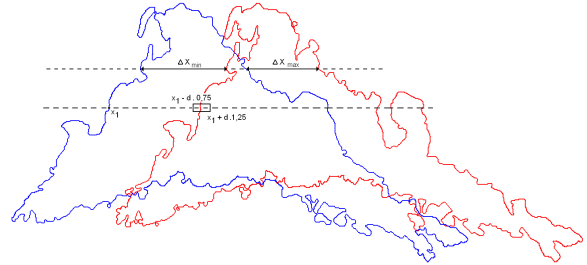 Δ X min
Δ X max
x1 - d . 0,75
x1
x1 + d .1,25